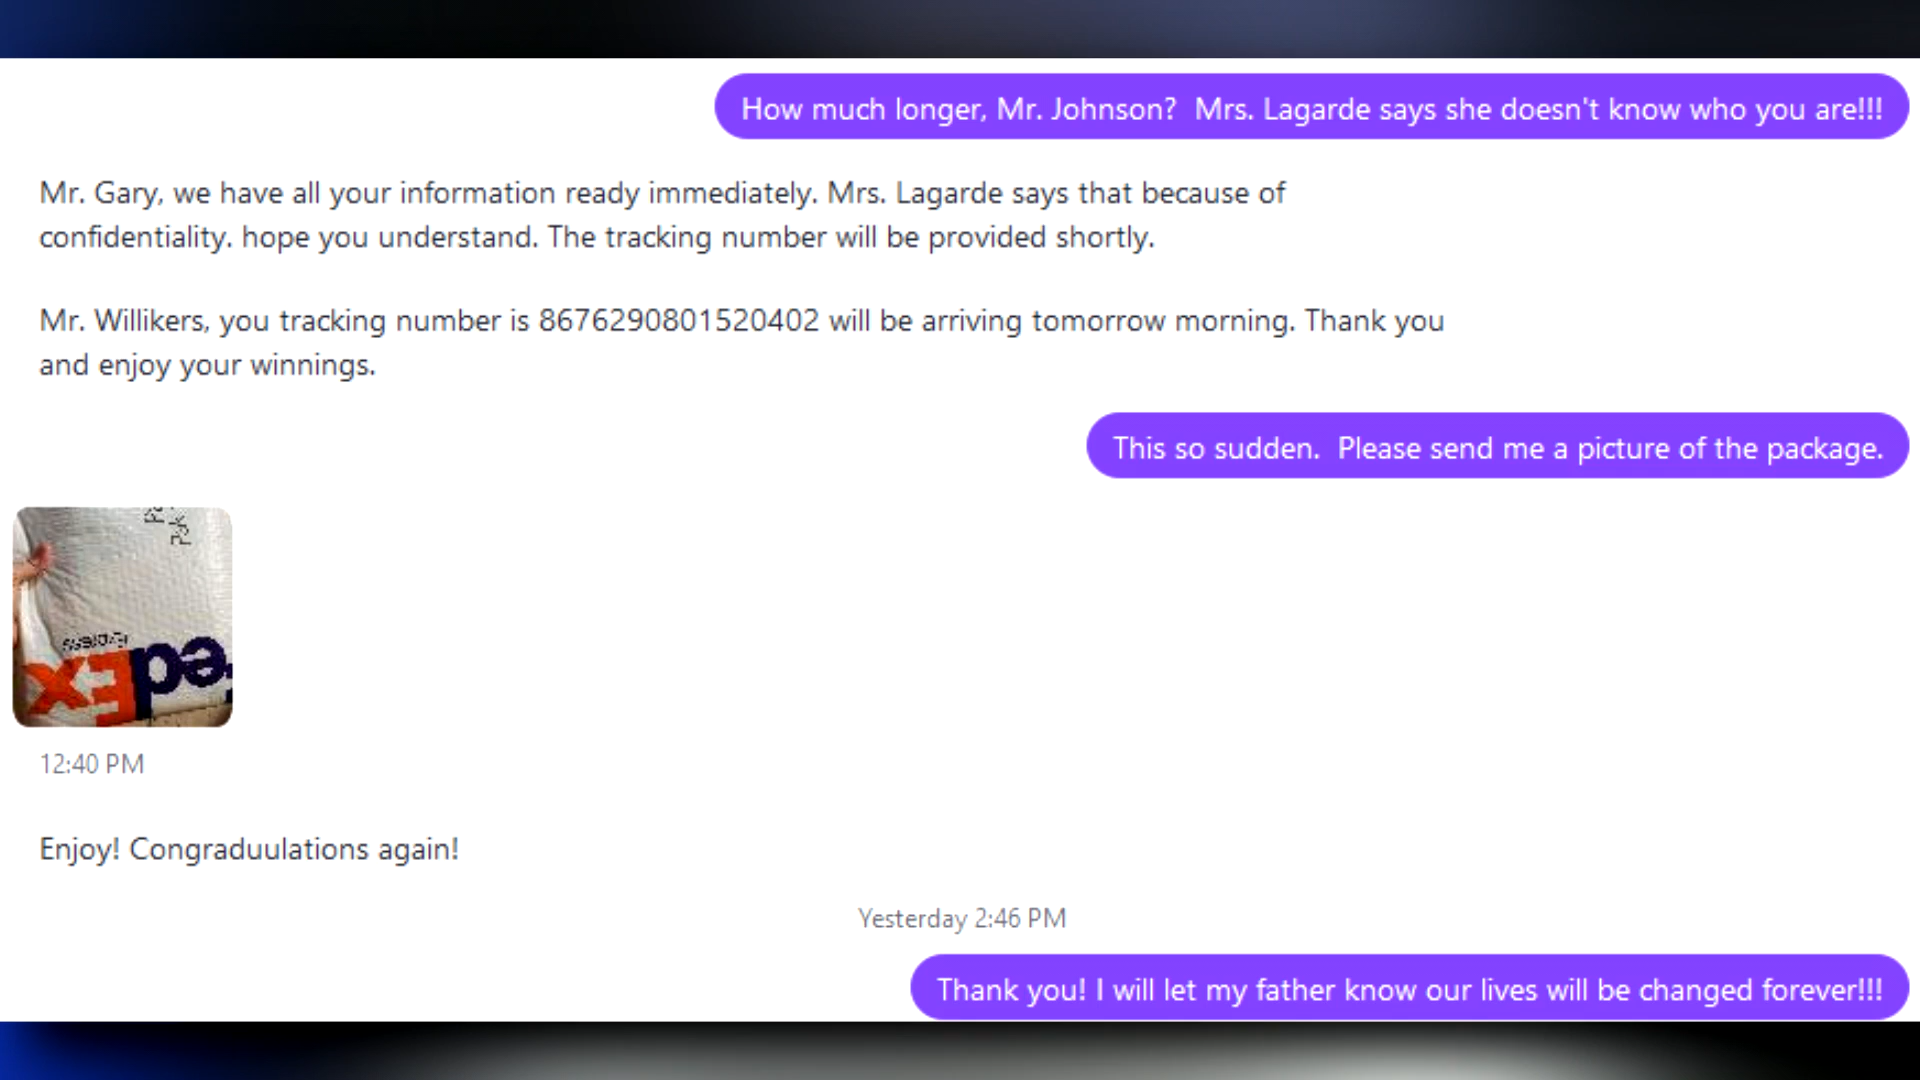 How much longer, Mr. Johnson?  Mrs. Lagarde says she doesn't know who you are!!!
Mr. Gary, we have all your information ready immediately. Mrs. Lagarde says that because of
confidentiality. hope you understand. The tracking number will be provided shortly.
Mr. Willikers, you tracking number is 8676290801520402 will be arriving tomorrow morning. Thank you
and enjoy your winnings.
This so sudden.  Please send me a picture of the package.
Express
FedEx
12:40 PM
Enjoy! Congraduulations again!
Yesterday 2:46 PM
Thank you! I will let my father know our lives will be changed forever!!!